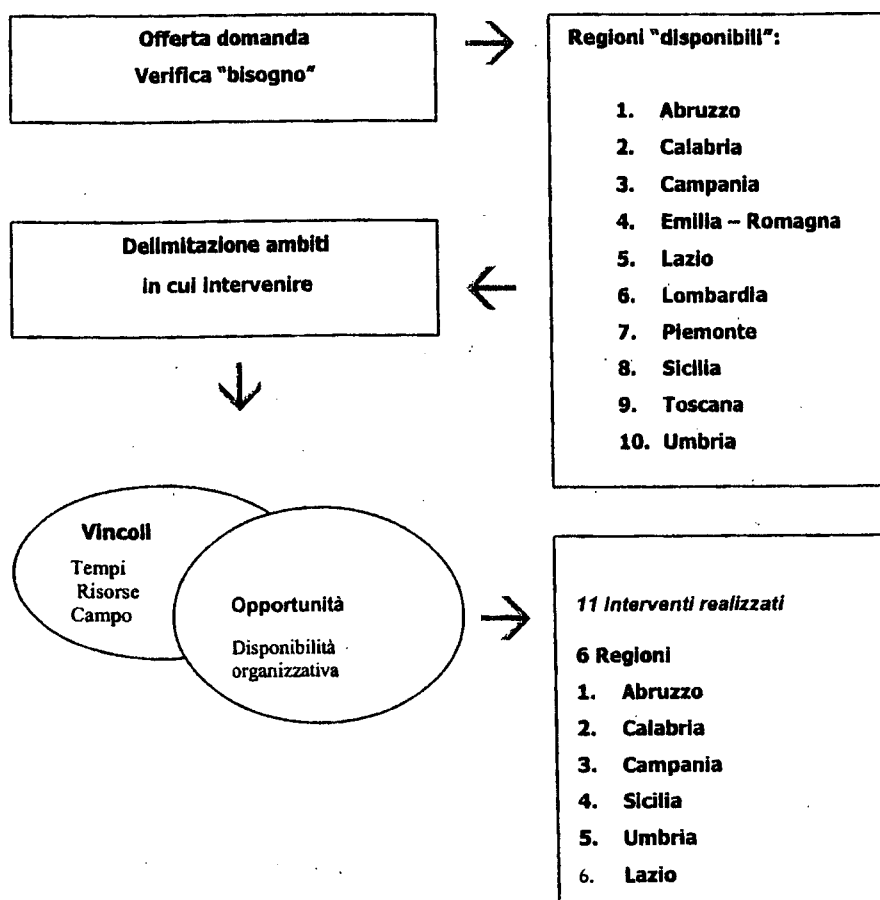 Offerta domanda
Verifica "bisogno"
Regioni "disponibili":
1. Abruzzo
2. Calabria
3. Campania
4. Emilia – Romagna
5. Lazio
6. Lombardia
7. Piemonte
8. Sicilia
9. Toscana
10. Umbria
Delimitazione ambiti
in cui intervenire
Vincoli
Tempi
Risorse
Campo
Opportunità
Disponibilità
organizzativa
11 Interventi realizzati
6 Regioni
1. Abruzzo
2. Calabria
3. Campania
4. Sicilia
5. Umbria
6. Lazio